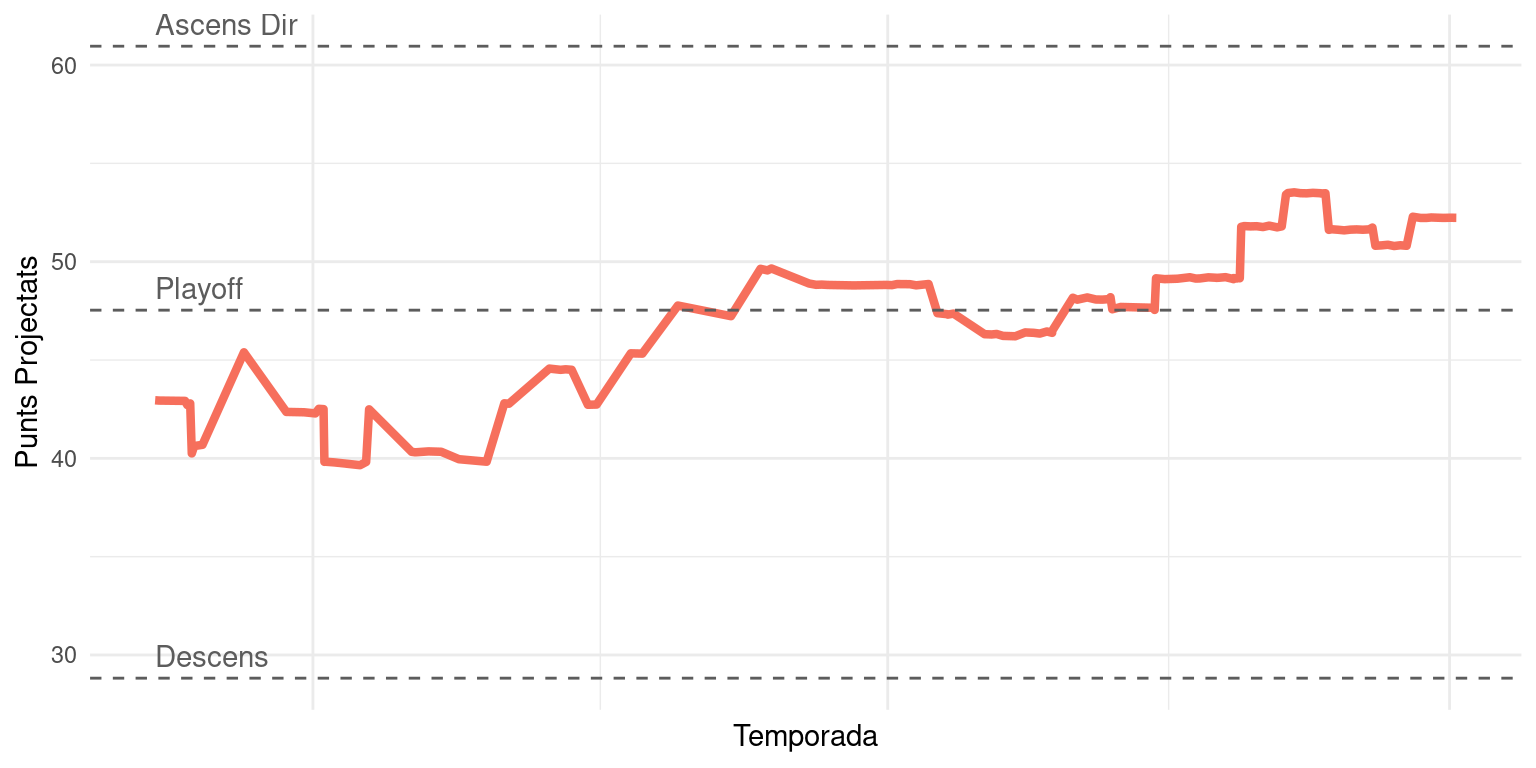 Ascens Dir
60
50
Playoff
40
30
Descens
Punts Projectats
Temporada